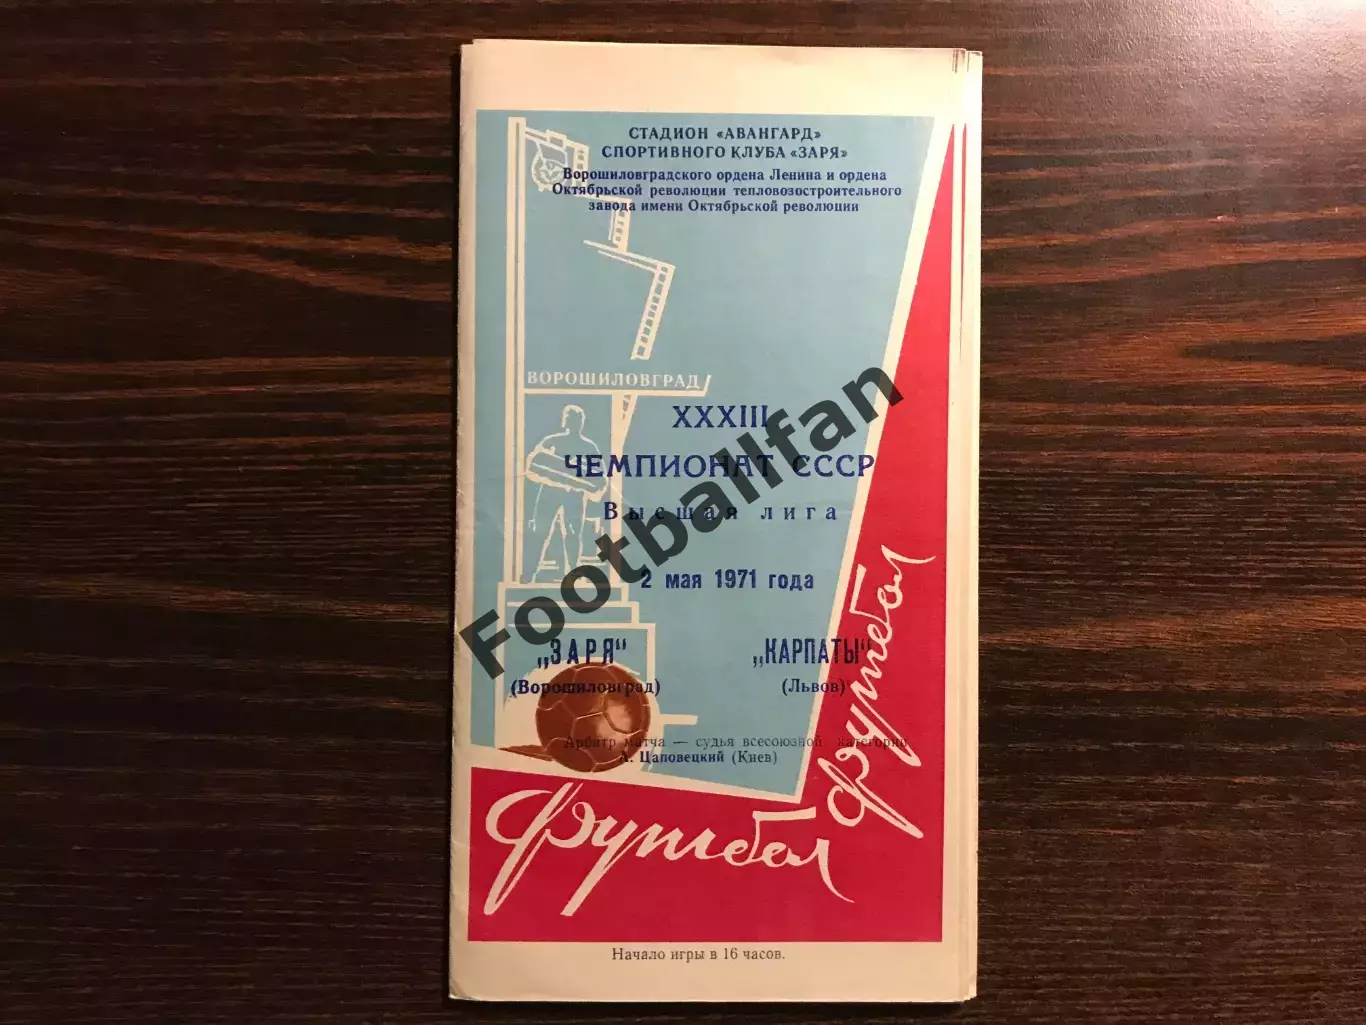 СТАДИОН «АВАНГАРД»
СПОРТИВНОГО КЛУБА «ЗАРЯ»
Ворошиловградского ордена Ленина и ордена
Октябрьской революции тепловозостроительного
завода имени Октябрьской революции
ВОРОШИЛОВГРАД
XXXIII
ЧЕМПИОНАТ СССР
Высшая лига
2 мая 1971 года
„ЗАРЯ" „КАРПАТЫ"
(Ворошиловград) (Львов)
Арбитр матча — судья всесоюзной категории
А. Цаповецкий (Киев)
футбол
футбол
Начало игры в 16 часов.
Footballfan